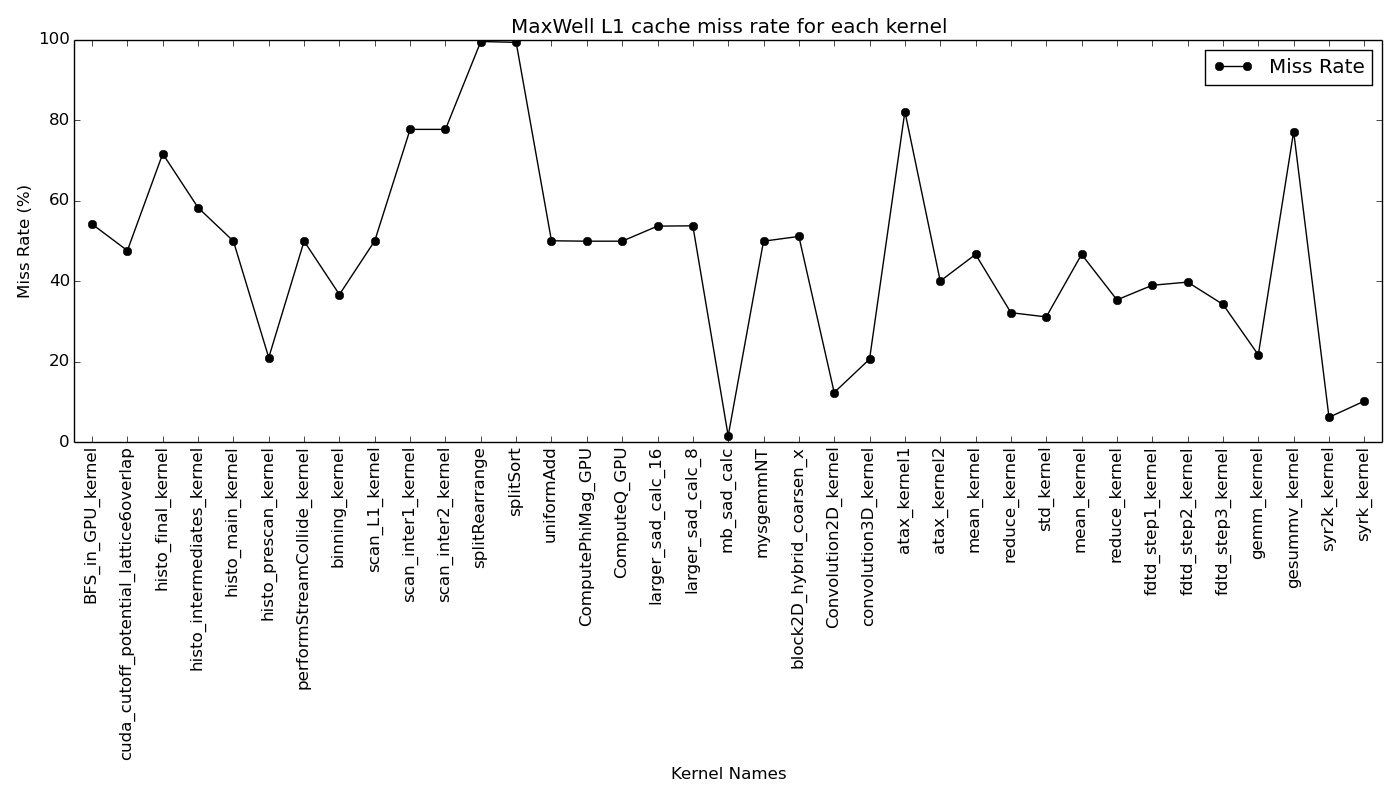 MaxWell L1 cache miss rate for each kernel
Miss Rate
Miss Rate (%)
100
80
60
40
20
0
BFS_in_GPU_kernel
cuda_cutoff_potential_lattice6overlap
histo_final_kernel
histo_intermediates_kernel
histo_main_kernel
histo_prescan_kernel
performStreamCollide_kernel
binning_kernel
scan_L1_kernel
scan_inter1_kernel
scan_inter2_kernel
splitRearrange
splitSort
uniformAdd
ComputePhiMag_GPU
ComputeQ_GPU
larger_sad_calc_16
larger_sad_calc_8
mb_sad_calc
mysgemmNT
block2D_hybrid_coarsen_x
Convolution2D_kernel
convolution3D_kernel
atax_kernel1
atax_kernel2
mean_kernel
reduce_kernel
std_kernel
mean_kernel
reduce_kernel
fdtd_step1_kernel
fdtd_step2_kernel
fdtd_step3_kernel
gemm_kernel
gesummv_kernel
syr2k_kernel
syrk_kernel
Kernel Names